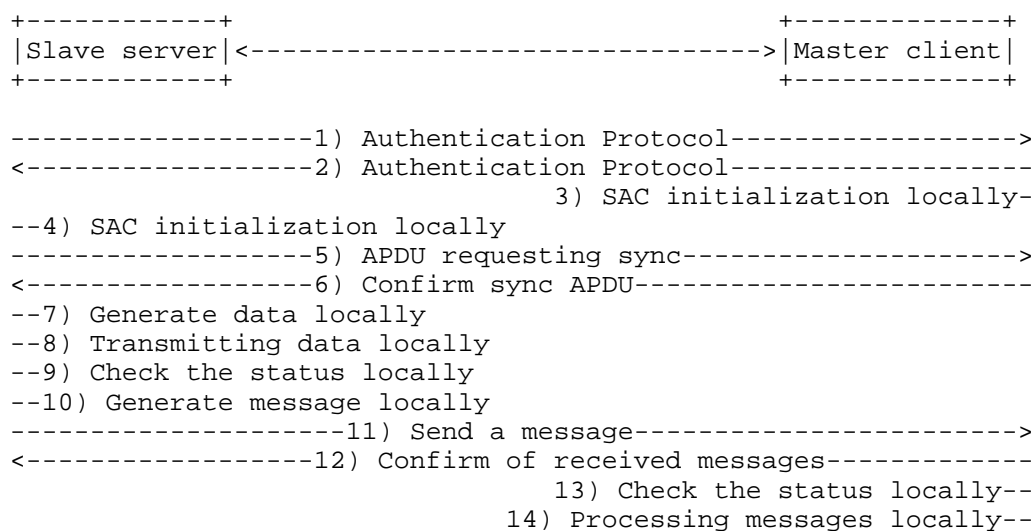 +------------+ +-------------+
|Slave server|<-------------------------------->|Master client|
+------------+ +-------------+
-------------------1) Authentication Protocol------------------>
<------------------2) Authentication Protocol-------------------
3) SAC initialization locally-
--4) SAC initialization locally
-------------------5) APDU requesting sync--------------------->
<------------------6) Confirm sync APDU-------------------------
--7) Generate data locally
--8) Transmitting data locally
--9) Check the status locally
--10) Generate message locally
---------------------11) Send a message------------------------>
<------------------12) Confirm of received messages-------------
13) Check the status locally--
14) Processing messages locally--